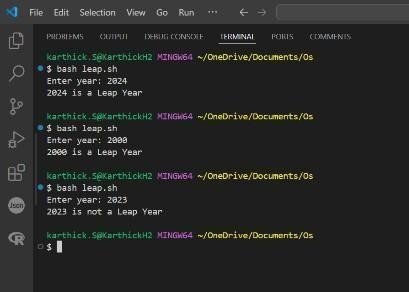 File Edit Selection View Go Run ...
PROBLEMS OUTPUT DEBUG CONSOLE TERMINAL PORTS COMMENTS
karthick.S@KarthickH2 MINGW64 ~/OneDrive/Documents/Os
$ bash leap.sh
Enter year: 2024
2024 is a Leap Year
karthick.S@KarthickH2 MINGW64 ~/OneDrive/Documents/Os
$ bash leap.sh
Enter year: 2000
2000 is a Leap Year
karthick.S@KarthickH2 MINGW64 ~/OneDrive/Documents/Os
$ bash leap.sh
Enter year: 2023
2023 is not a Leap Year
karthick.S@KarthickH2 MINGW64 ~/OneDrive/Documents/Os
$
Json
R